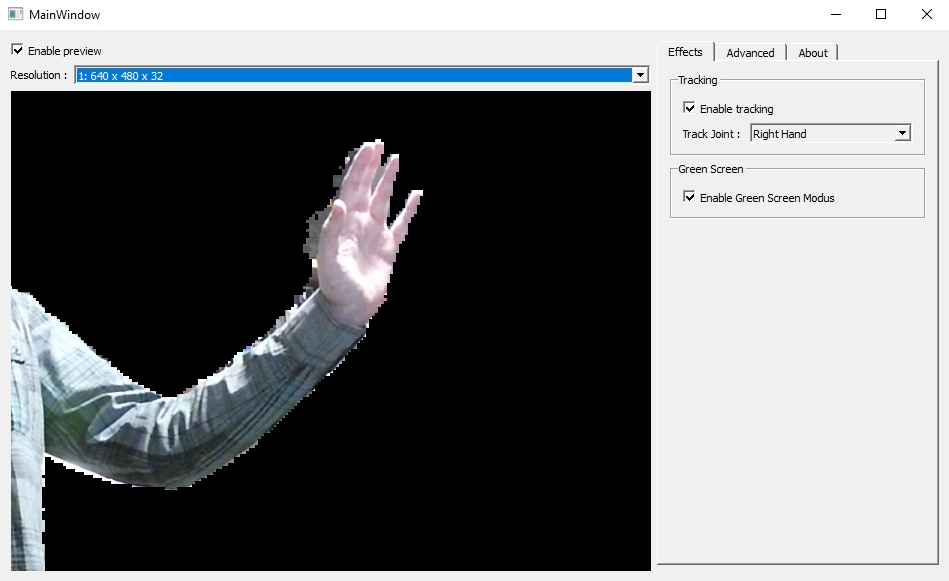 MainWindow
Enable preview
Resolution :
1: 640 x 480 x 32
Effects
Advanced
About
Tracking
Enable tracking
Track Joint :
Right Hand
Green Screen
Enable Green Screen Modus